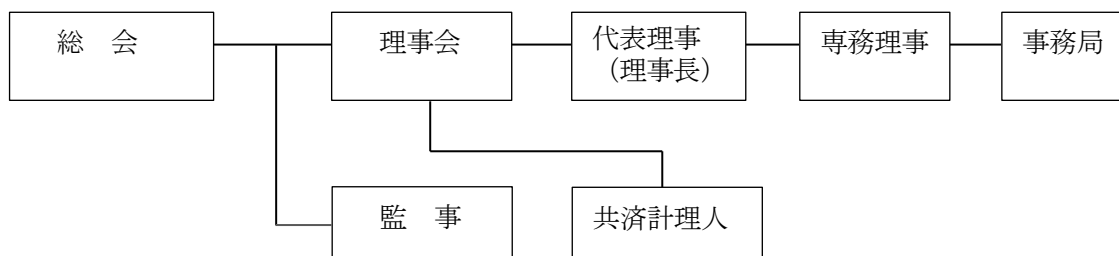 総　会
理事会
代表理事
（理事長）
専務理事
事務局
監　事
共済計理人